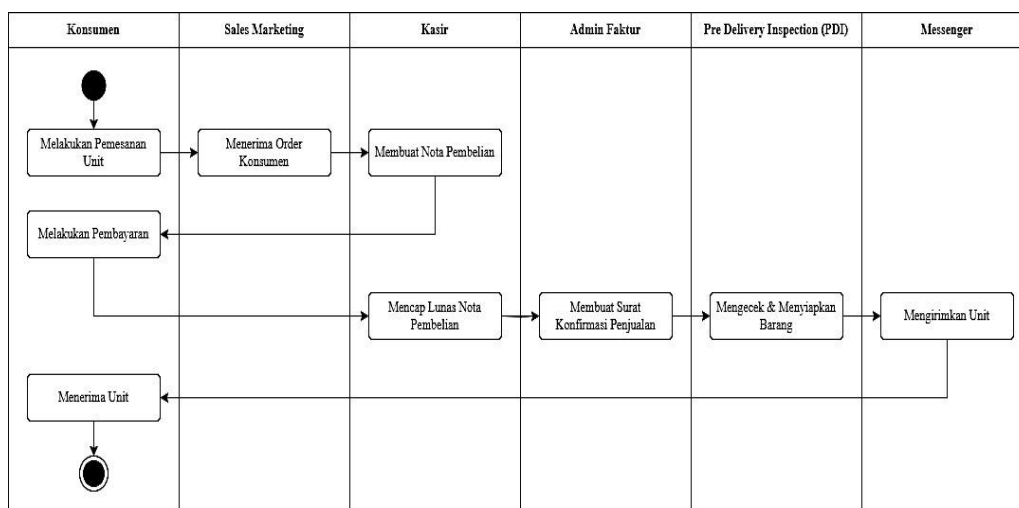 Konsumen
Sales Marketing
Kasir
Admin Faktur
Pre Delivery Inspection (PDI)
Messenger
Melakukan Pemesanan
Unit
Menerima Order
Konsumen
Membuat Nota Pembelian
Melakukan Pembayaran
Mencap Lunas Nota
Pembelian
Membuat Surat
Konfirmasi Penjualan
Mengecek & Menyiapkan
Barang
Mengirimkan Unit
Menerima Unit